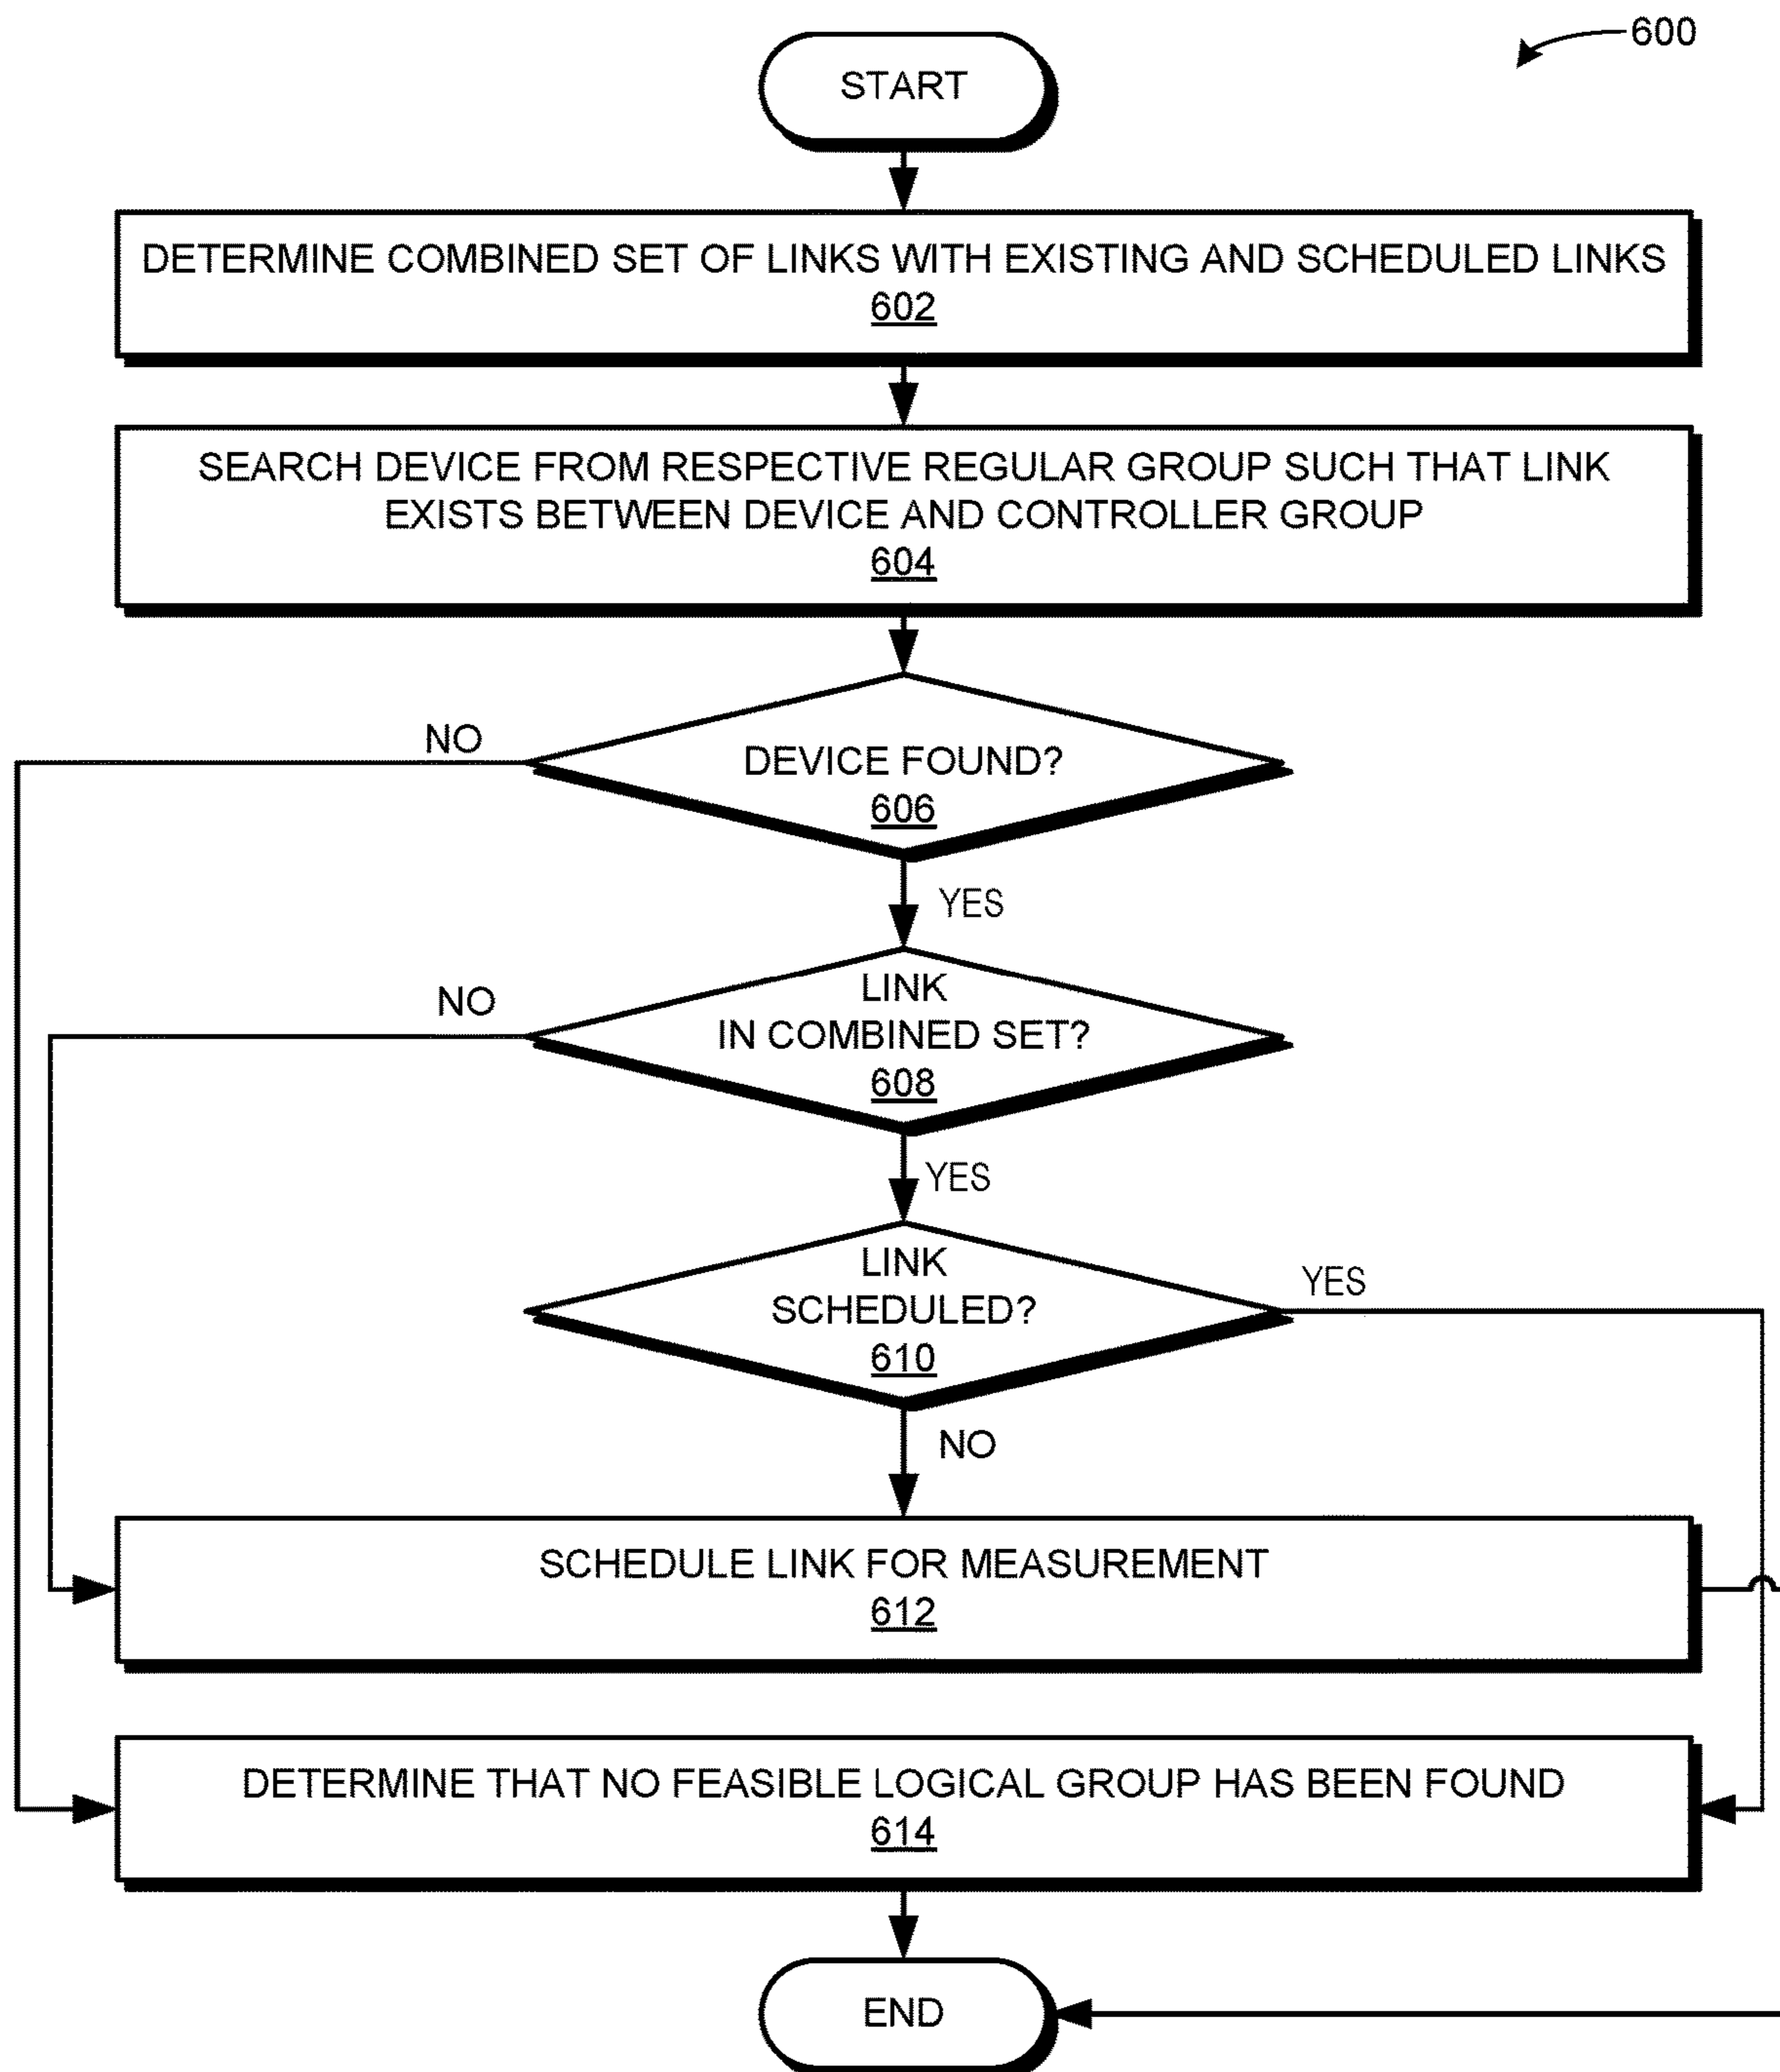 600
START
DETERMINE COMBINED SET OF LINKS WITH EXISTING AND SCHEDULED LINKS
602
SEARCH DEVICE FROM RESPECTIVE REGULAR GROUP SUCH THAT LINK
EXISTS BETWEEN DEVICE AND CONTROLLER GROUP
604
NO
DEVICE FOUND?
606
YES
LINK
NO
IN COMBINED SET?
608
YES
LINK
YES
SCHEDULED?
610
NO
SCHEDULE LINK FOR MEASUREMENT
612
DETERMINE THAT NO FEASIBLE LOGICAL GROUP HAS BEEN FOUND
614
END